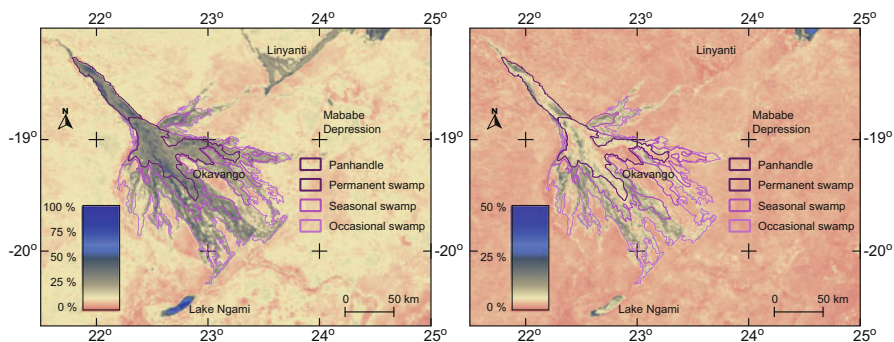 22° 23° 24° 25° 22° 23° 24° 25°
Linyanti Linyanti
N N
Mababe Depression Mababe Depression
-19° -19°
Panhandle Panhandle
Okavango Okavango
Permanent swamp Permanent swamp
100 % 50 %
Seasonal swamp Seasonal swamp
75 %
Occasional swamp Occasional swamp
-20° -20°
50 % 25 %
25 %
0 % 0 %
Lake Ngami 0 50 km Lake Ngami 0 50 km
22° 23° 24° 25° 22° 23° 24° 25°